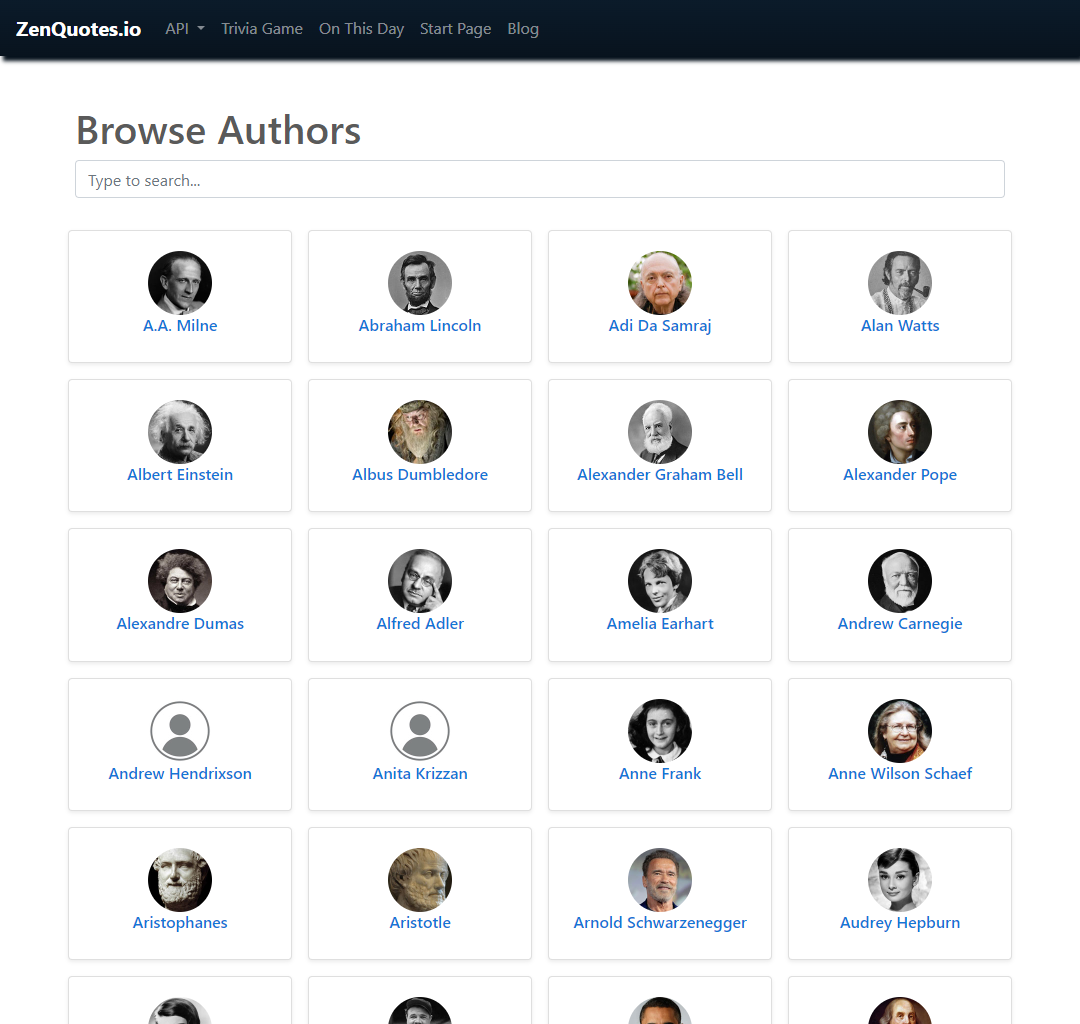 ZenQuotes.io API Trivia Game On This Day Start Page Blog
Browse Authors
Type to search...
A.A. Milne
Abraham Lincoln
Adi Da Samraj
Alan Watts
Albert Einstein
Albus Dumbledore
Alexander Graham Bell
Alexander Pope
Alexandre Dumas
Alfred Adler
Amelia Earhart
Andrew Carnegie
Andrew Hendrixson
Anita Krizzan
Anne Frank
Anne Wilson Schaef
Aristophanes
Aristotle
Arnold Schwarzenegger
Audrey Hepburn